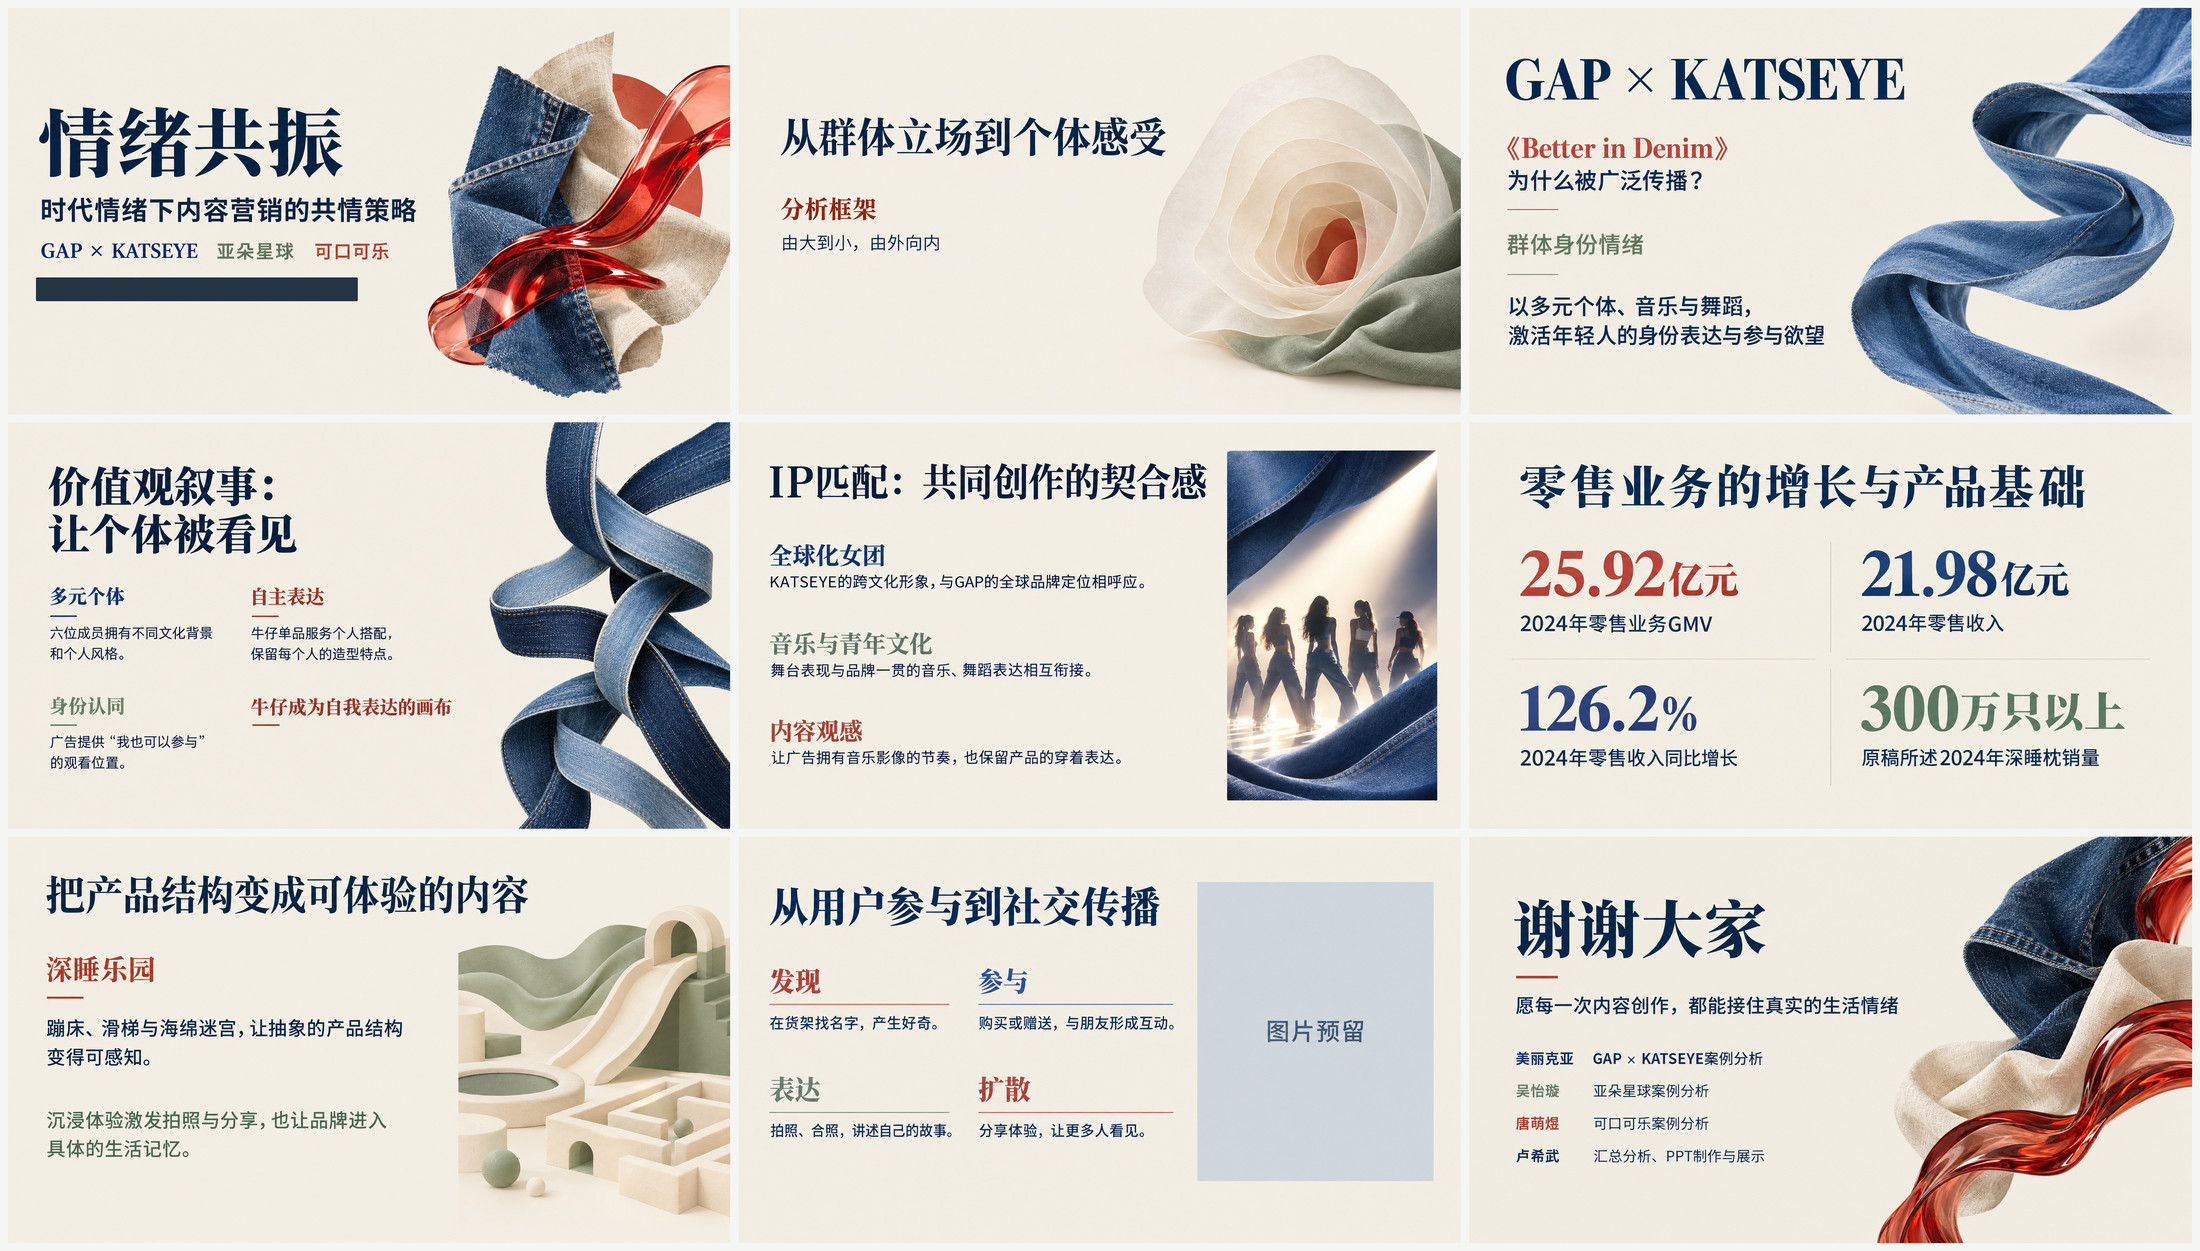 情绪共振
时代情绪下内容营销的共情策略
GAP × KATSEYE 亚朵星球 可口可乐
从群体立场到个体感受
分析框架
由大到小，由外向内
GAP × KATSEYE
《Better in Denim》
为什么被广泛传播？
群体身份情绪
以多元个体、音乐与舞蹈，
激活年轻人的身份表达与参与欲望
价值观叙事：
让个体被看见
多元个体
六位成员拥有不同文化背景
和个人风格。
自主表达
牛仔单品服务个人搭配，
保留每个人的造型特点。
身份认同
广告提供“我也可以参与”
的观看位置。
牛仔成为自我表达的画布
IP匹配：共同创作的契合感
全球化女团
KATSEYE的跨文化形象，与GAP的全球品牌定位相呼应。
音乐与青年文化
舞台表现与品牌一贯的音乐、舞蹈表达相互衔接。
内容观感
让广告拥有音乐影像的节奏，也保留产品的穿着表达。
零售业务的增长与产品基础
25.92亿元
2024年零售业务GMV
21.98亿元
2024年零售收入
126.2%
2024年零售收入同比增长
300万只以上
原稿所述2024年深睡枕销量
把产品结构变成可体验的内容
深睡乐园
蹦床、滑梯与海绵迷宫，让抽象的产品结构
变得可感知。
沉浸体验激发拍照与分享，也让品牌进入
具体的生活记忆。
从用户参与到社交传播
发现
在货架找名字，产生好奇。
参与
购买或赠送，与朋友形成互动。
表达
拍照、合照，讲述自己的故事。
扩散
分享体验，让更多人看见。
图片预留
谢谢大家
愿每一次内容创作，都能接住真实的生活情绪
美丽克亚 GAP × KATSEYE案例分析
吴怡璇 亚朵星球案例分析
唐萌煜 可口可乐案例分析
卢希武 汇总分析、PPT制作与展示